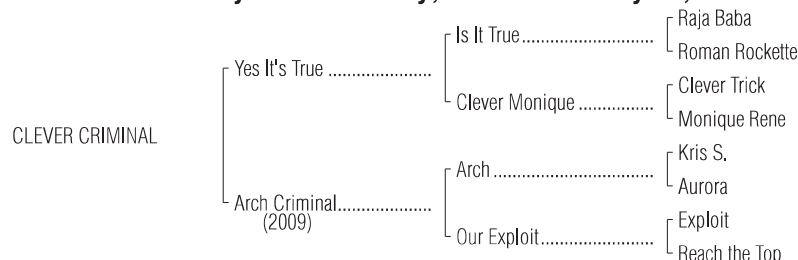 Raja Baba
Is It True
Roman Rockette
Yes It's True
Clever Trick
Clever Monique
Monique Rene
CLEVER CRIMINAL
Kris S.
Arch
Aurora
Arch Criminal
(2009)
Exploit
Our Exploit
Reach the Top